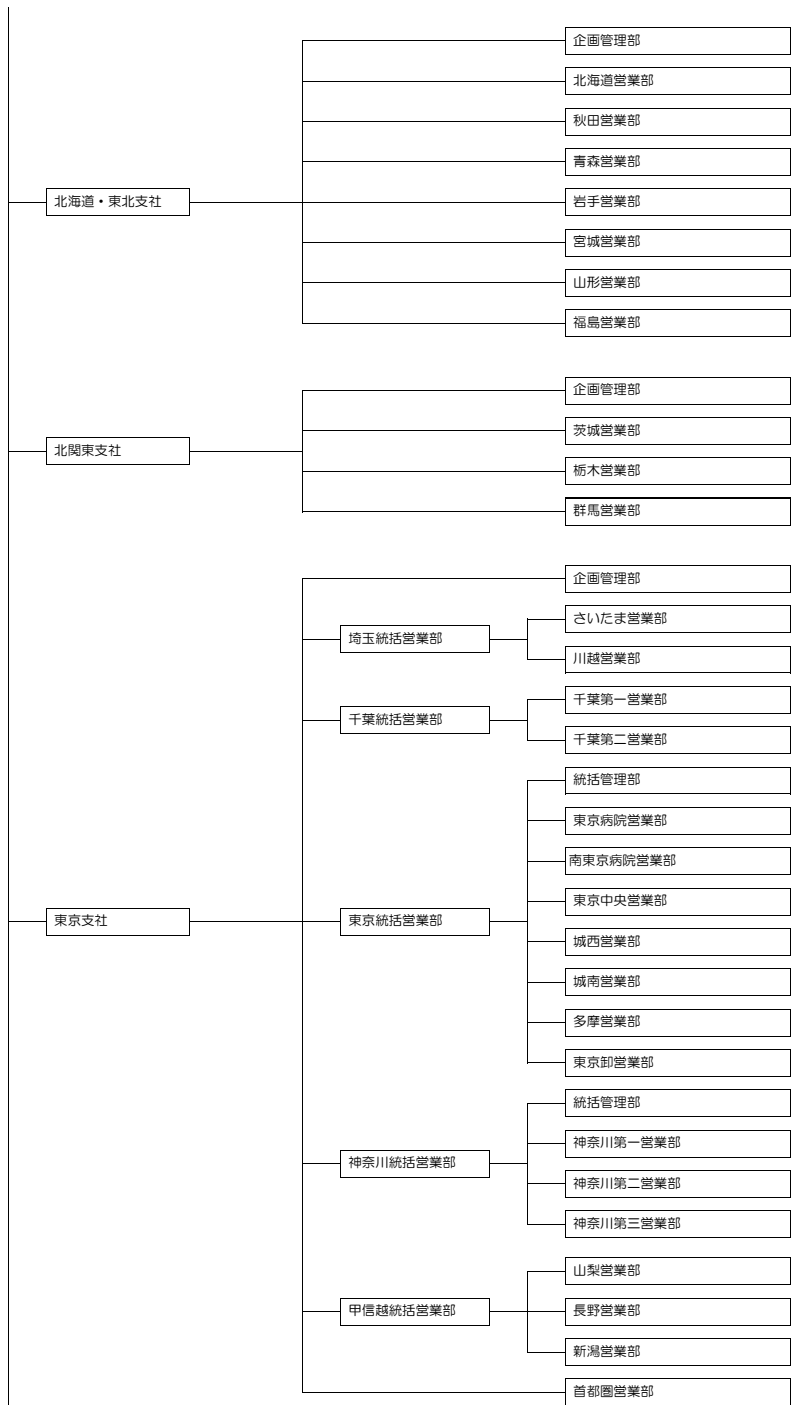 北海道・東北支社
企画管理部
北海道営業部
秋田営業部
青森営業部
岩手営業部
宮城営業部
山形営業部
福島営業部
北関東支社
企画管理部
茨城営業部
栃木営業部
群馬営業部
東京支社
企画管理部
埼玉統括営業部
さいたま営業部
川越営業部
千葉統括営業部
千葉第一営業部
千葉第二営業部
東京統括営業部
統括管理部
東京病院営業部
南東京病院営業部
東京中央営業部
城西営業部
城南営業部
多摩営業部
東京卸営業部
神奈川統括営業部
統括管理部
神奈川第一営業部
神奈川第二営業部
神奈川第三営業部
甲信越統括営業部
山梨営業部
長野営業部
新潟営業部
首都圏営業部